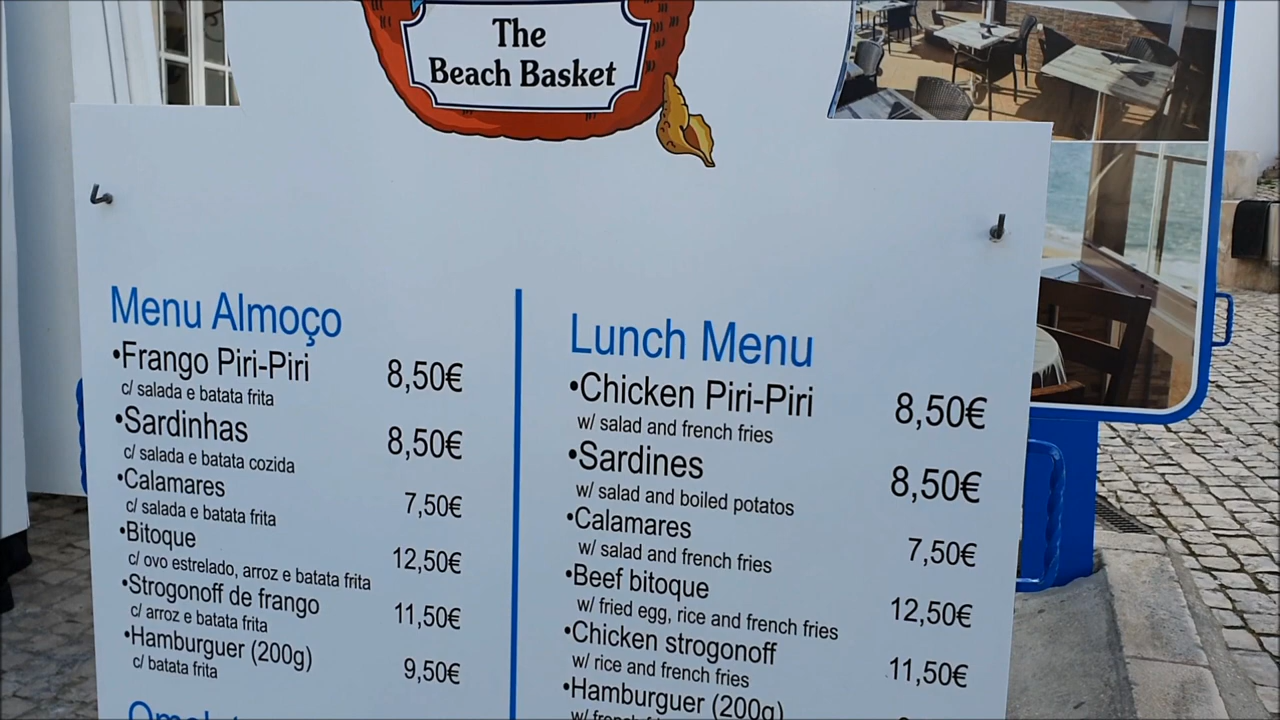 The
Beach Basket
Menu Almoço
•Frango Piri-Piri 8,50€
c/ salada e batata frita
•Sardinhas 8,50€
c/ salada e batata cozida
•Calamares 7,50€
c/ salada e batata frita
•Bitoque 12,50€
c/ ovo estrelado, arroz e batata frita
•Strogonoff de frango 11,50€
c/ arroz e batata frita
•Hamburguer (200g) 9,50€
c/ batata frita
Lunch Menu
•Chicken Piri-Piri 8,50€
w/ salad and french fries
•Sardines 8,50€
w/ salad and boiled potatos
•Calamares 7,50€
w/ salad and french fries
•Beef bitoque 12,50€
w/ fried egg, rice and french fries
•Chicken strogonoff 11,50€
w/ rice and french fries
•Hamburguer (200g)